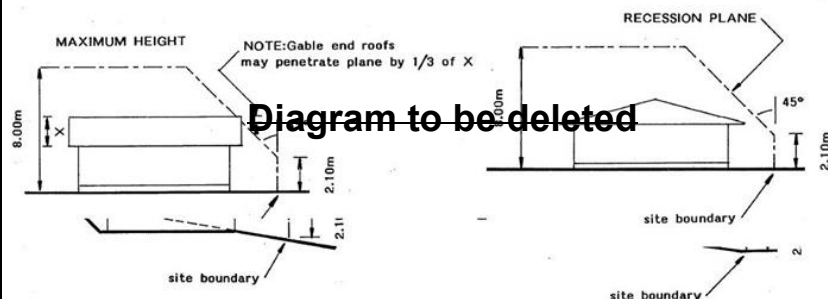 MAXIMUM HEIGHT
NOTE:Gable end roofs
may penetrate plane by 1/3 of X
8.00m
X
2.10m
site boundary
RECESSION PLANE
45°
2.10m
site boundary
site boundary
Diagram to be deleted